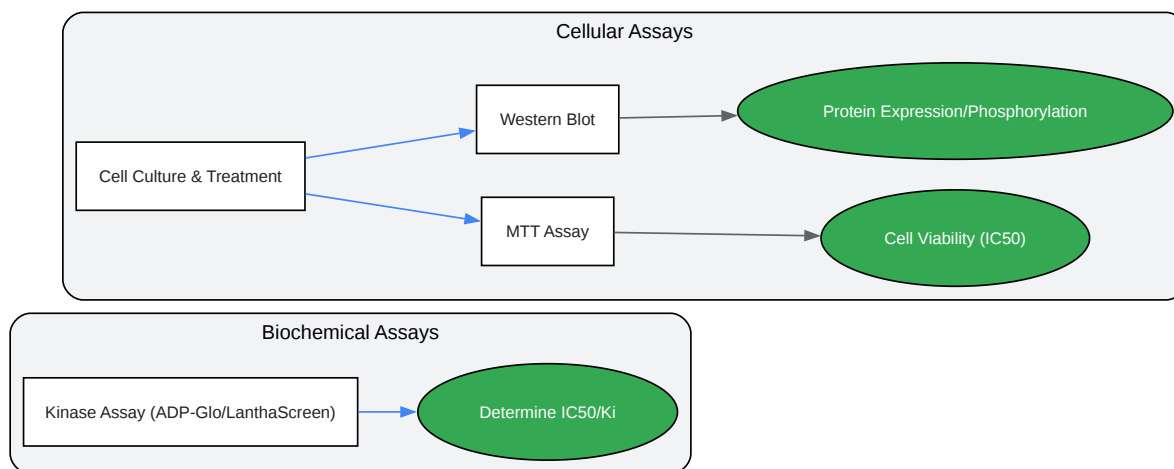 Cellular Assays
Western Blot
Protein Expression/Phosphorylation
Cell Culture & Treatment
MTT Assay
Cell Viability (IC50)
Biochemical Assays
Kinase Assay (ADP-Glo/LanthaScreen)
Determine IC50/Ki